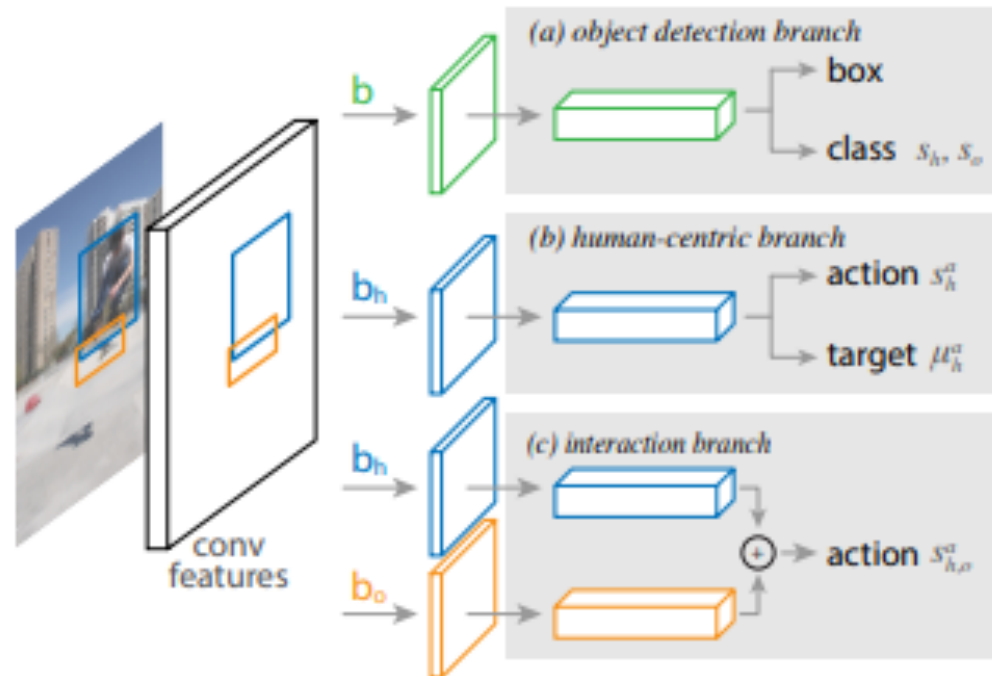 (a) object detection branch
b
box
class s_h, s_o
(b) human-centric branch
b_h
action s_h^a
target μ_h^a
(c) interaction branch
b_h
+
action s_{h,o}^a
b_o
conv
features